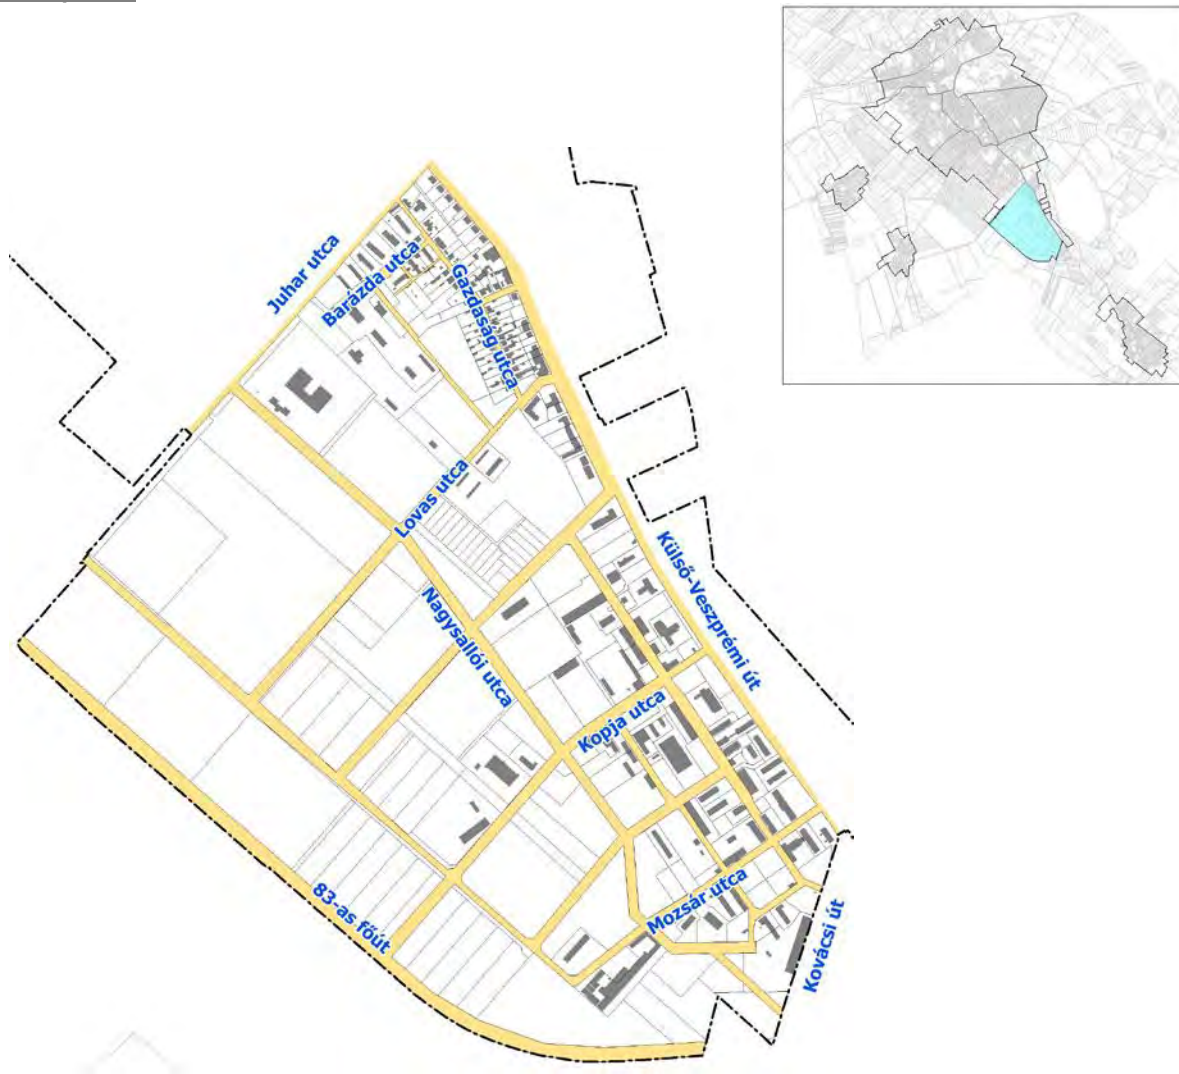 Juhar utca
Barázda utca
Gazdaság utca
Lovas utca
Nagysallói utca
Külső-Veszprémi út
Kopja utca
Mozsár utca
83-as főút
Kovácsi út